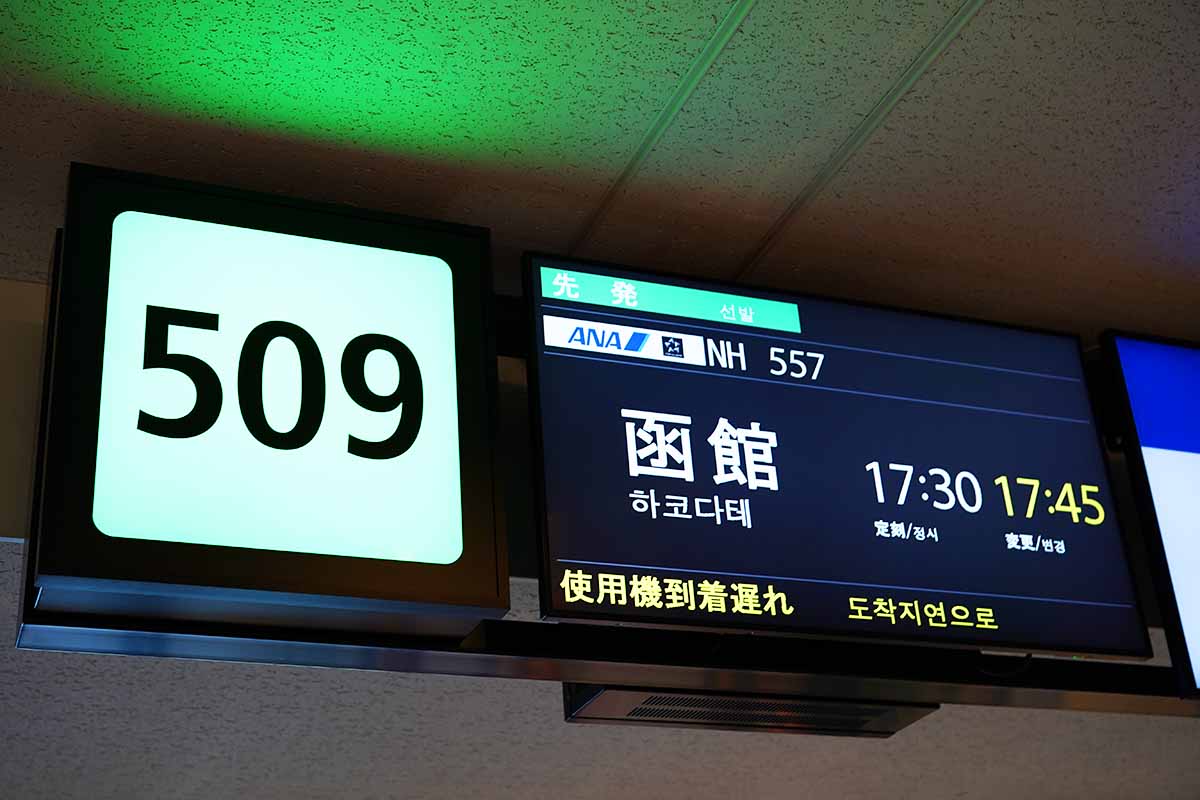 509
先発 선발
ANA NH 557
函館
하코다테
17:30 17:45
定刻/정시 変更/변경
使用機到着遅れ 도착지연으로